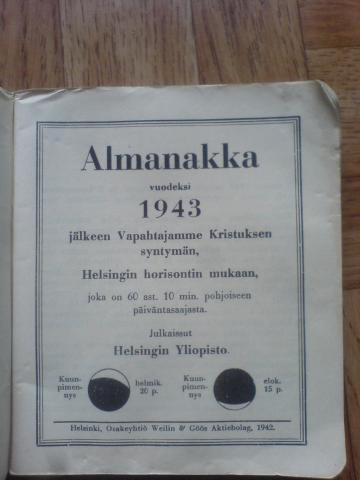 Almanakka
vuodeksi
1943
jälkeen Vapahtajamme Kristuksen
syntymän,
Helsingin horisontin mukaan,
joka on 60 ast. 10 min. pohjoiseen
päiväntasaajasta.
Julkaissut
Helsingin Yliopisto.
Kuun-
pimen-
nys
helmik.
20 p.
Kuun-
pimen-
nys
elok.
15 p.
Helsinki, Osakeyhtiö Weilin & Göös Aktiebolag, 1942.